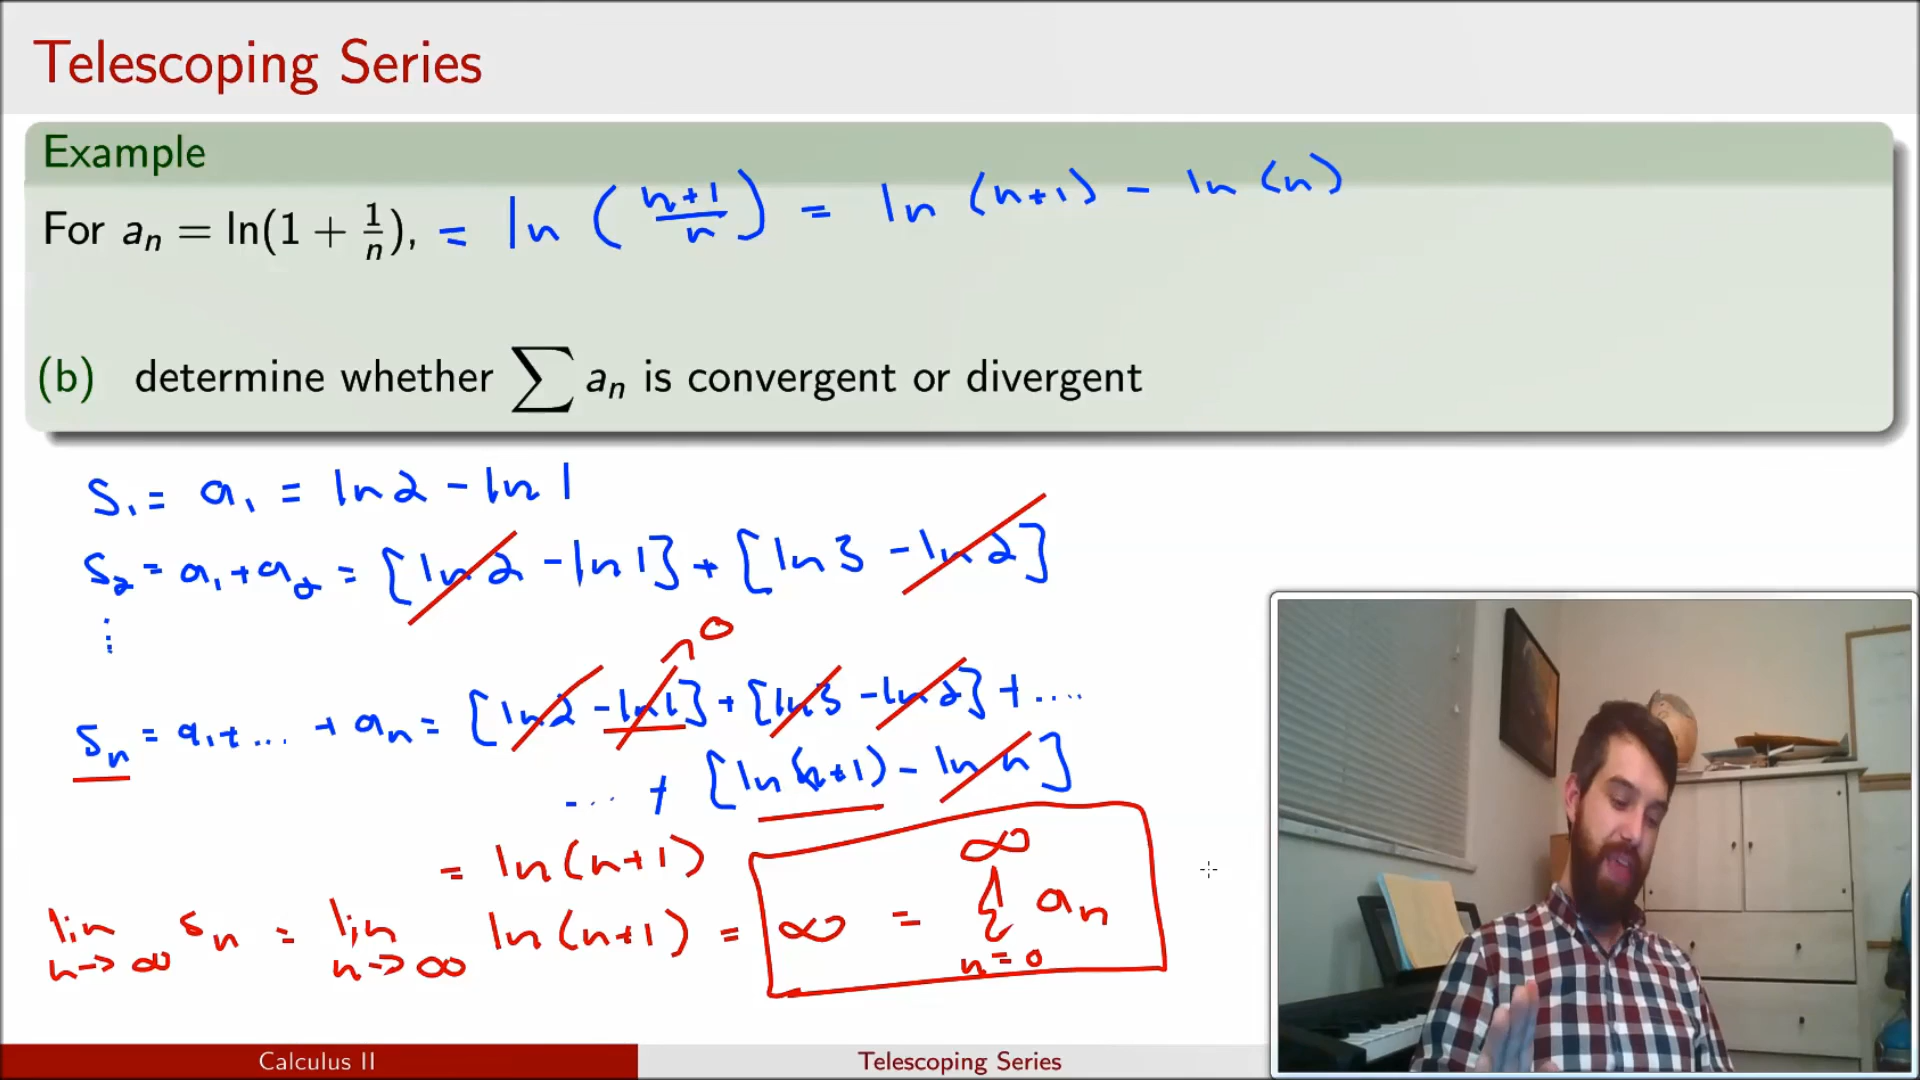 Telescoping Series
Example
For aₙ = ln(1 + 1/n), = ln (n+1/n) = ln (n+1) - ln (n)
(b) determine whether ∑ aₙ is convergent or divergent
S₁ = a₁ = ln 2 - ln 1
S₂ = a₁ + a₂ = [ln 2 - ln 1] + [ln 3 - ln 2]
⋮
0
Sₙ = a₁ + ... + aₙ = [ln 2 - ln 1] + [ln 3 - ln 2] + ....
... + [ln (n+1) - ln n]
= ln (n+1)
lim n→∞ Sₙ = lim n→∞ ln (n+1) = ∞ = ∑ n=0 ∞ aₙ
Calculus II
Telescoping Series